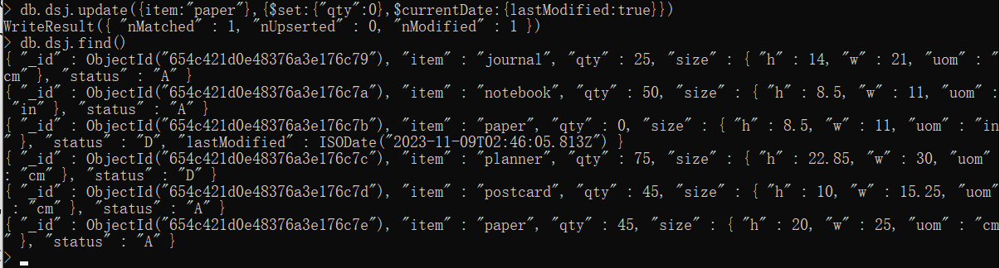 > db.dsj.update({item:"paper"},{$set:{"qty":0},$currentDate:{lastModified:true}})
WriteResult({ "nMatched" : 1, "nUpserted" : 0, "nModified" : 1 })
> db.dsj.find()
{ "_id" : ObjectId("654c421d0e48376a3e176c79"), "item" : "journal", "qty" : 25, "size" : { "h" : 14, "w" : 21, "uom" : "
cm" }, "status" : "A" }
{ "_id" : ObjectId("654c421d0e48376a3e176c7a"), "item" : "notebook", "qty" : 50, "size" : { "h" : 8.5, "w" : 11, "uom" :
 "in" }, "status" : "A" }
{ "_id" : ObjectId("654c421d0e48376a3e176c7b"), "item" : "paper", "qty" : 0, "size" : { "h" : 8.5, "w" : 11, "uom" : "in
" }, "status" : "D", "lastModified" : ISODate("2023-11-09T02:46:05.813Z") }
{ "_id" : ObjectId("654c421d0e48376a3e176c7c"), "item" : "planner", "qty" : 75, "size" : { "h" : 22.85, "w" : 30, "uom"
: "cm" }, "status" : "D" }
{ "_id" : ObjectId("654c421d0e48376a3e176c7d"), "item" : "postcard", "qty" : 45, "size" : { "h" : 10, "w" : 15.25, "uom"
 : "cm" }, "status" : "A" }
{ "_id" : ObjectId("654c421d0e48376a3e176c7e"), "item" : "paper", "qty" : 45, "size" : { "h" : 20, "w" : 25, "uom" : "cm
" }, "status" : "A" }
>